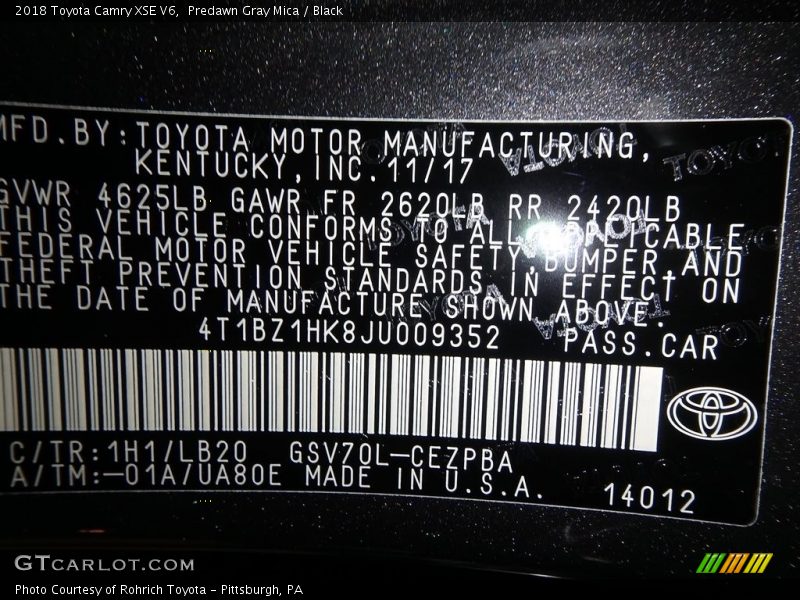 2018 Toyota Camry XSE V6,  Predawn Gray Mica / Black
MFD.BY:TOYOTA MOTOR MANUFACTURING,
KENTUCKY,INC.11/17
GVWR 4625LB GAWR FR 2620LB RR 2420LB
THIS VEHICLE CONFORMS TO ALL APPLICABLE
FEDERAL MOTOR VEHICLE SAFETY,BUMPER,AND
THEFT PREVENTION STANDARDS IN EFFECT ON
THE DATE OF MANUFACTURE SHOWN ABOVE.
4T1BZ1HK8JU009352 PASS.CAR
C/TR:1H1/LB20 GSV70L-CEZPBA
A/TM:-01A/UA80E MADE IN U.S.A.
14012
GTCARLOT.COM
Photo Courtesy of Rohrich Toyota - Pittsburgh, PA